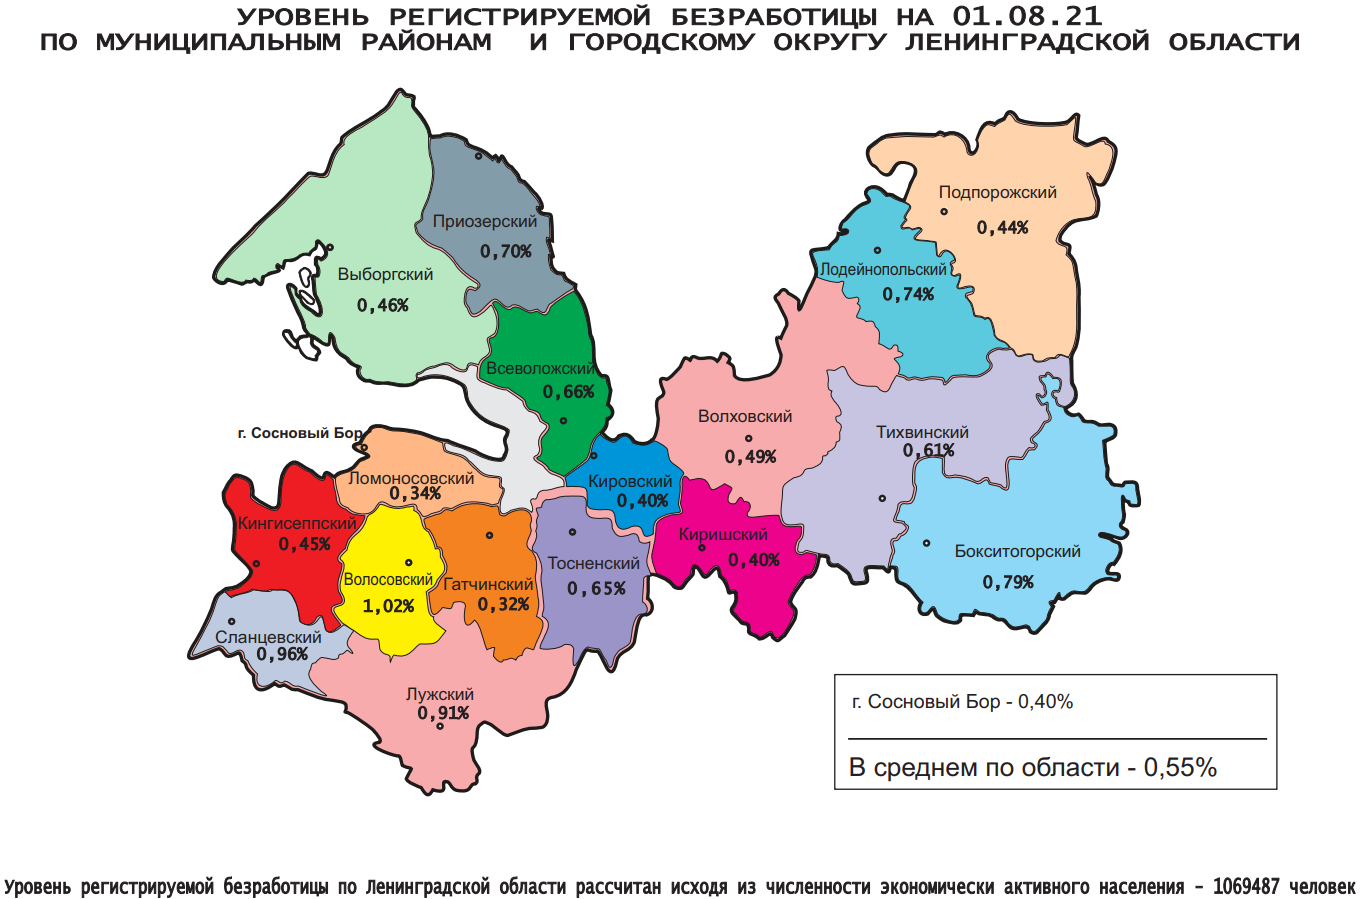 УРОВЕНЬ РЕГИСТРИРУЕМОЙ БЕЗРАБОТИЦЫ НА 01.08.21
ПО МУНИЦИПАЛЬНЫМ РАЙОНАМ И ГОРОДСКОМУ ОКРУГУ ЛЕНИНГРАДСКОЙ ОБЛАСТИ
Подпорожский
0,44%
Приозерский
0,70%
Выборгский
0,46%
Лодейнопольский
0,74%
Всеволожский
0,66%
Волховский
0,49%
Тихвинский
0,61%
г. Сосновый Бор
Ломоносовский
0,34%
Кировский
0,40%
Кингисеппский
0,45%
Киришский
0,40%
Бокситогорский
0,79%
Волосовский
1,02%
Гатчинский
0,32%
Тосненский
0,65%
Сланцевский
0,96%
Лужский
0,91%
г. Сосновый Бор - 0,40%
В среднем по области - 0,55%
Уровень регистрируемой безработицы по Ленинградской области рассчитан исходя из численности экономически активного населения - 1069487 человек